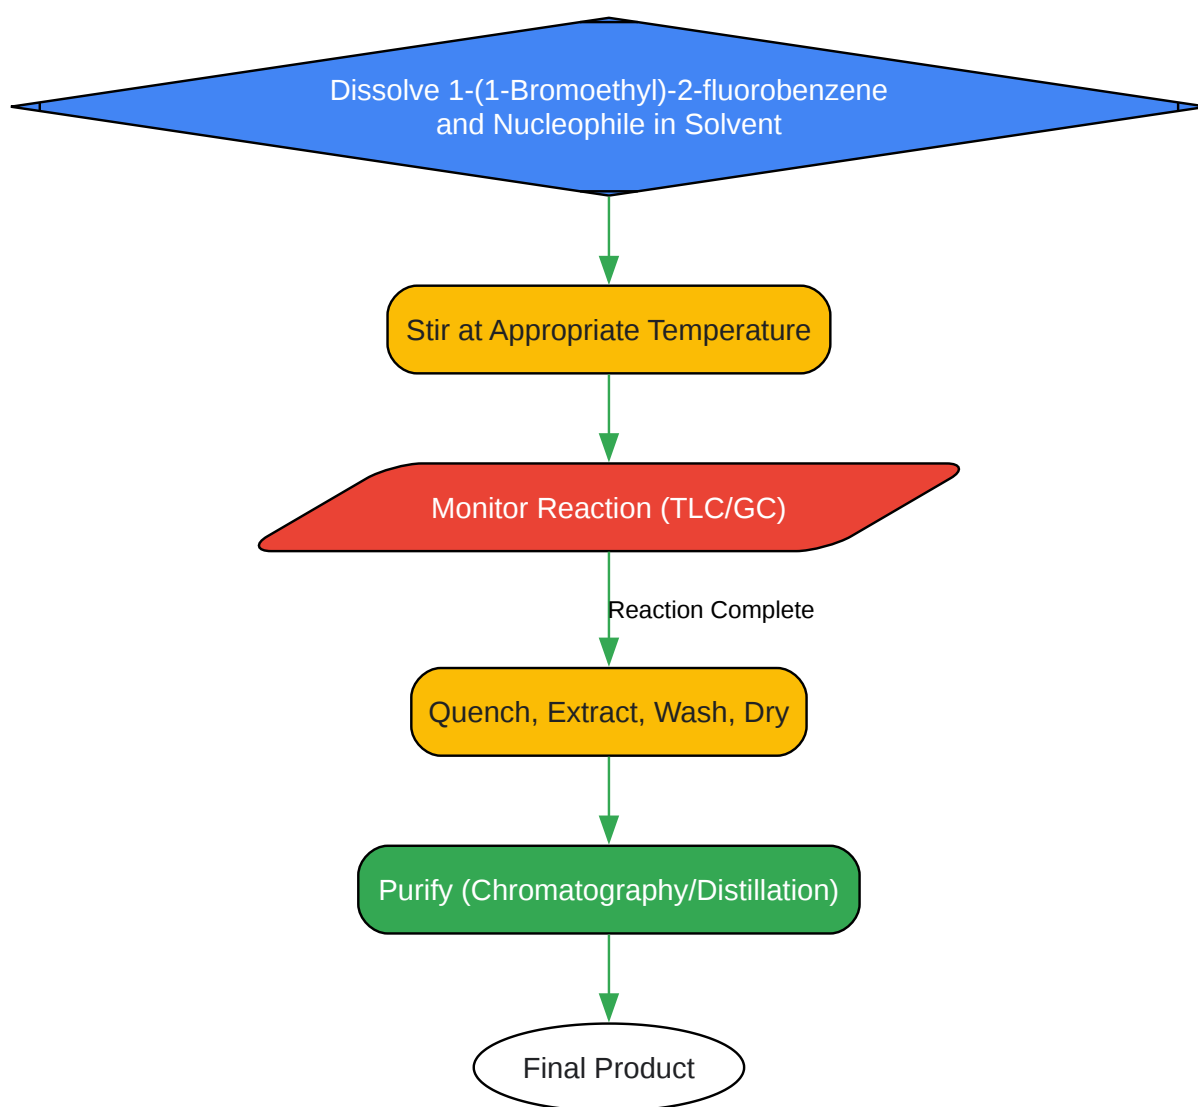 Dissolve 1-(1-Bromoethyl)-2-fluorobenzene
and Nucleophile in Solvent
Stir at Appropriate Temperature
Monitor Reaction (TLC/GC)
Reaction Complete
Quench, Extract, Wash, Dry
Purify (Chromatography/Distillation)
Final Product